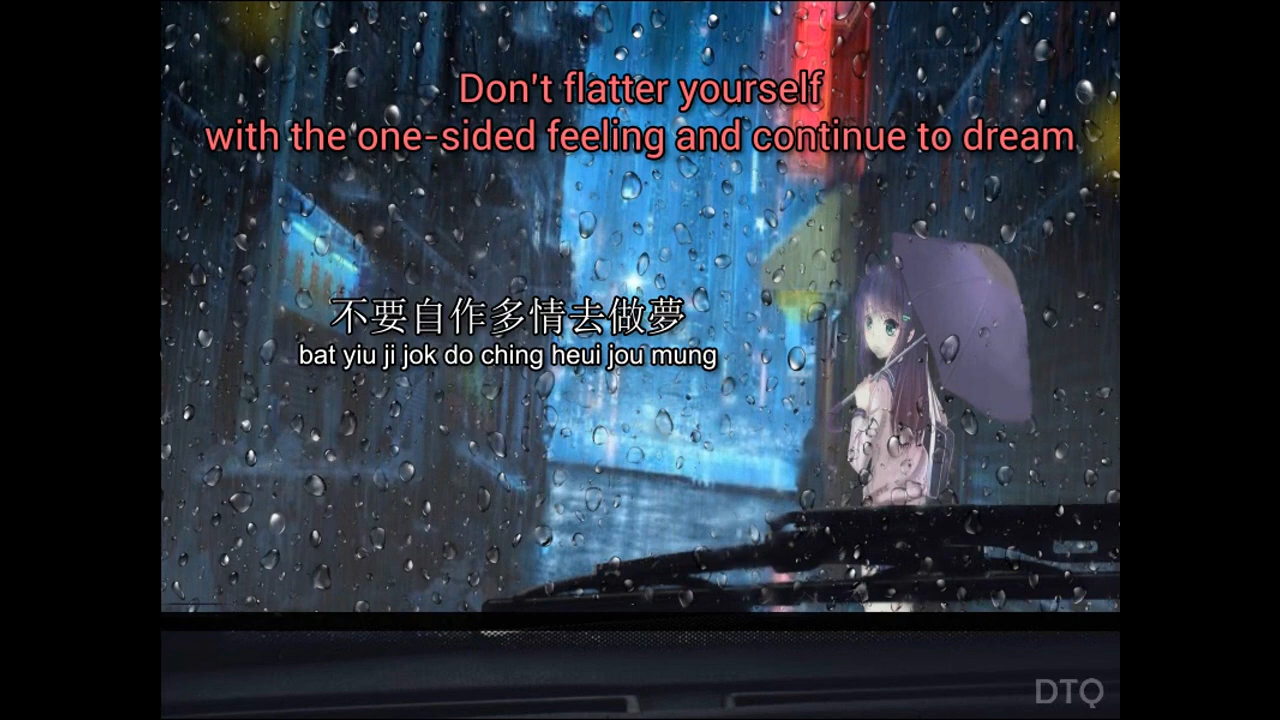 Don't flatter yourself
with the one-sided feeling and continue to dream
不要自作多情去做夢
bat yiu ji jok do ching heui jou mung
DTQ